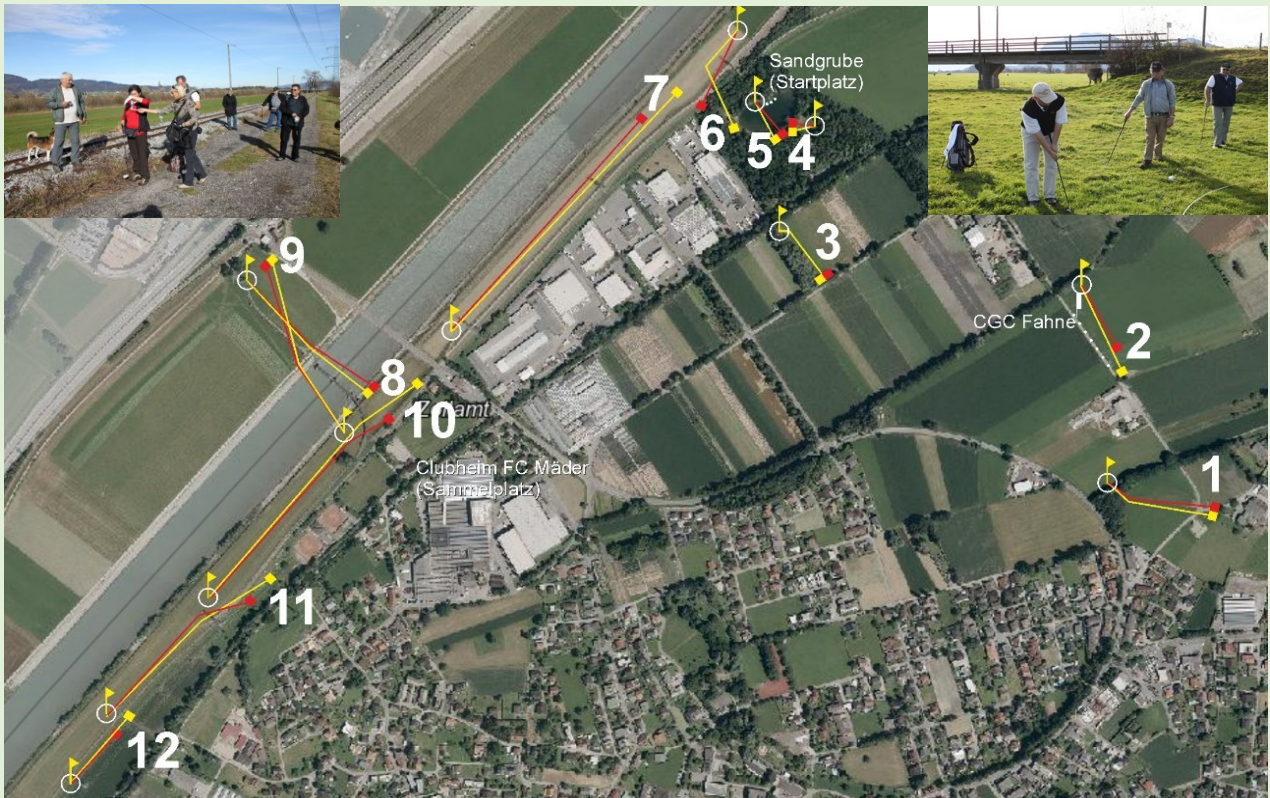 7
Sandgrube
(Startplatz)
6
5
4
3
9
CGC Fahne
2
8
10
Zollamt
Clubheim FC Mäder
(Sammelplatz)
1
11
12